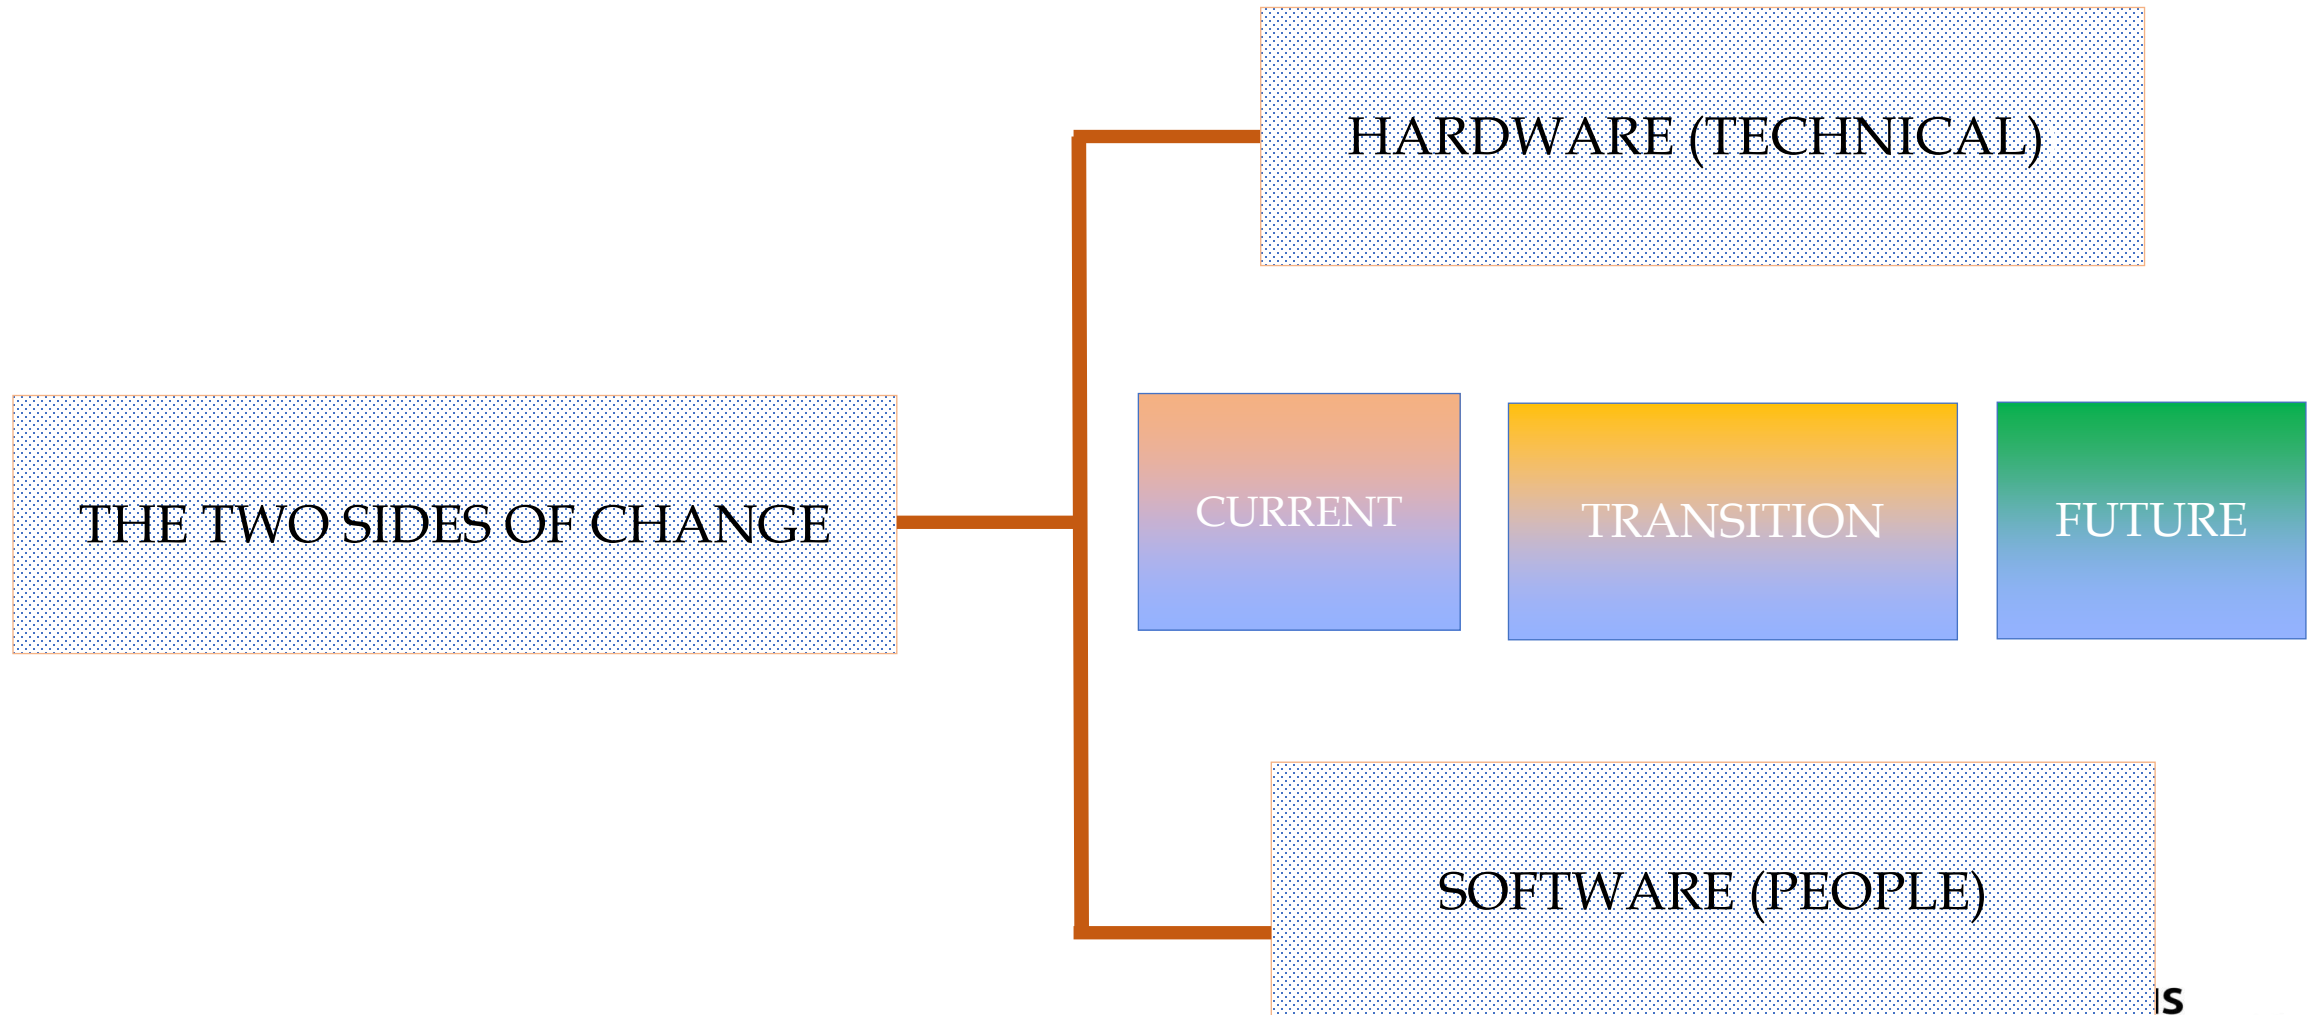 HARDWARE (TECHNICAL)
THE TWO SIDES OF CHANGE
CURRENT
TRANSITION
FUTURE
SOFTWARE (PEOPLE)